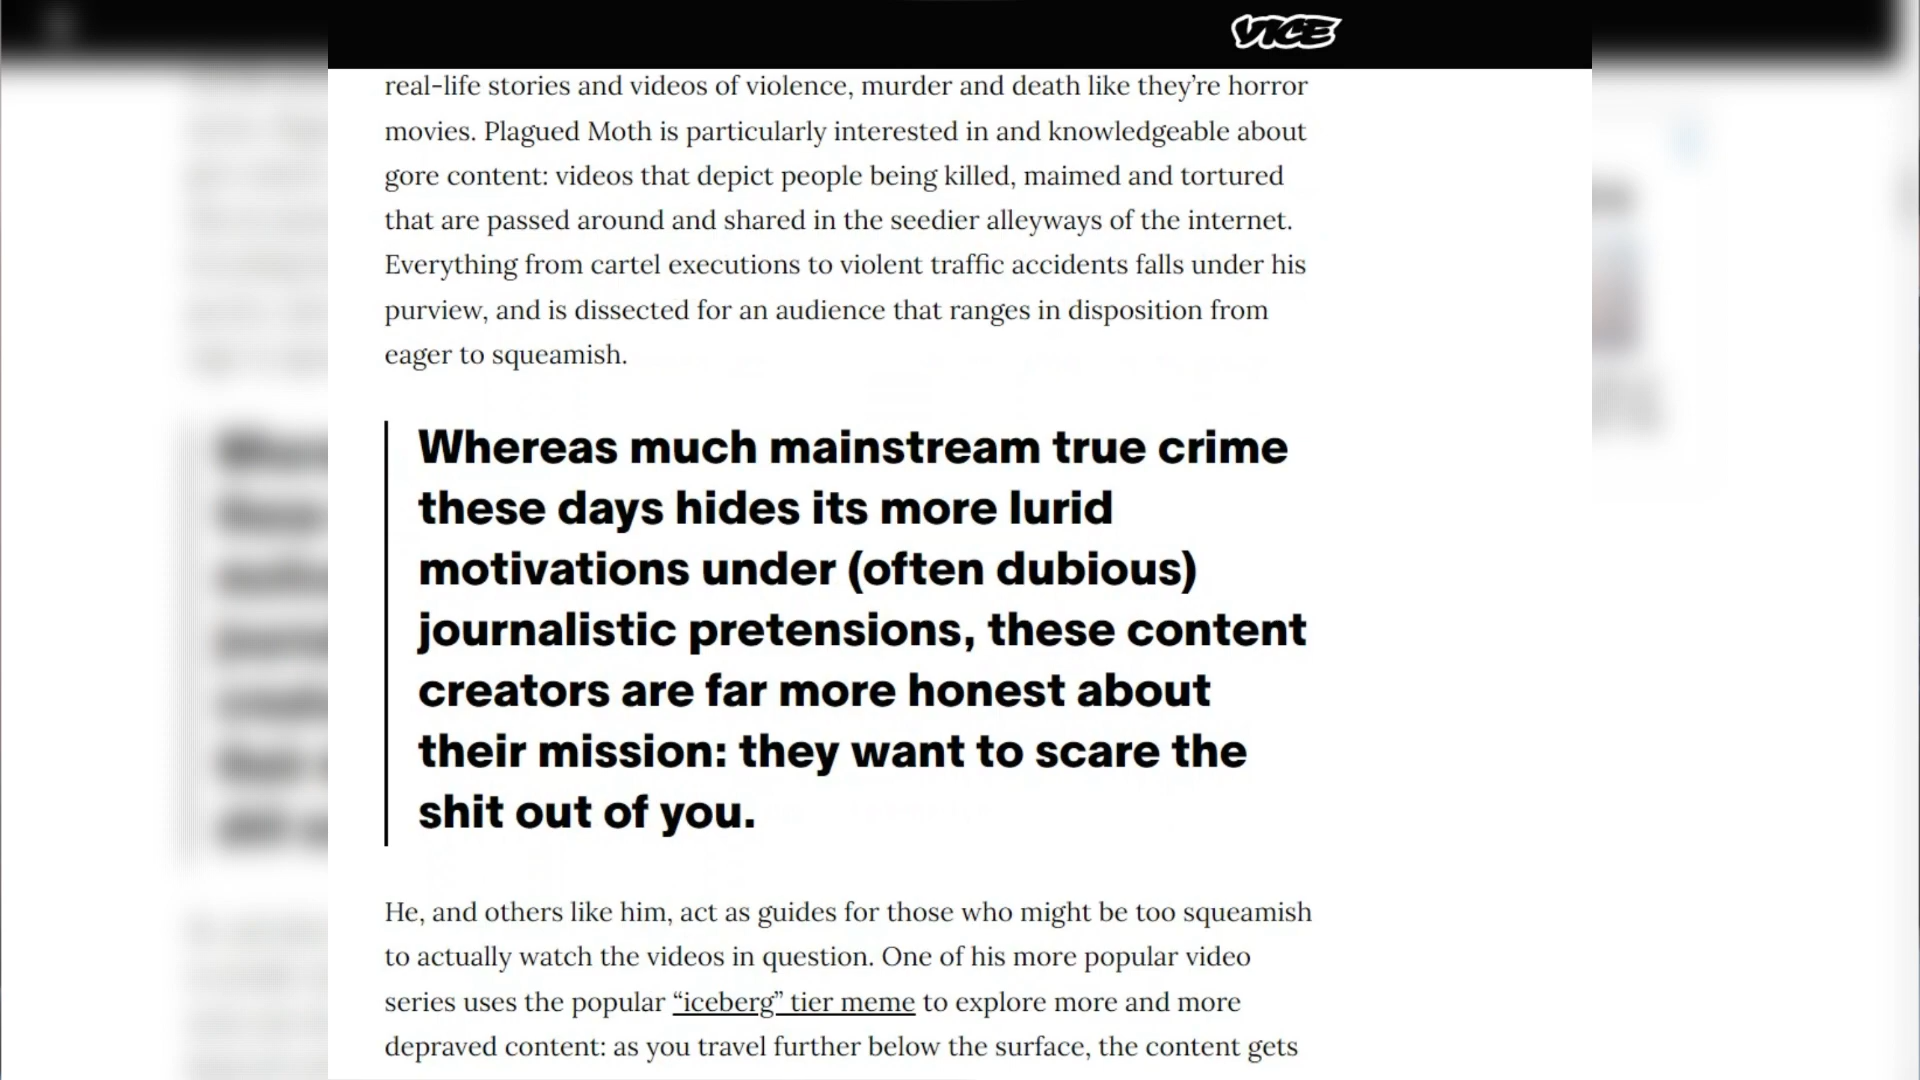 VICE
real-life stories and videos of violence, murder and death like they’re horror
movies. Plagued Moth is particularly interested in and knowledgeable about
gore content: videos that depict people being killed, maimed and tortured
that are passed around and shared in the seedier alleyways of the internet.
Everything from cartel executions to violent traffic accidents falls under his
purview, and is dissected for an audience that ranges in disposition from
eager to squeamish.
Whereas much mainstream true crime
these days hides its more lurid
motivations under (often dubious)
journalistic pretensions, these content
creators are far more honest about
their mission: they want to scare the
shit out of you.
He, and others like him, act as guides for those who might be too squeamish
to actually watch the videos in question. One of his more popular video
series uses the popular “iceberg” tier meme to explore more and more
depraved content: as you travel further below the surface, the content gets